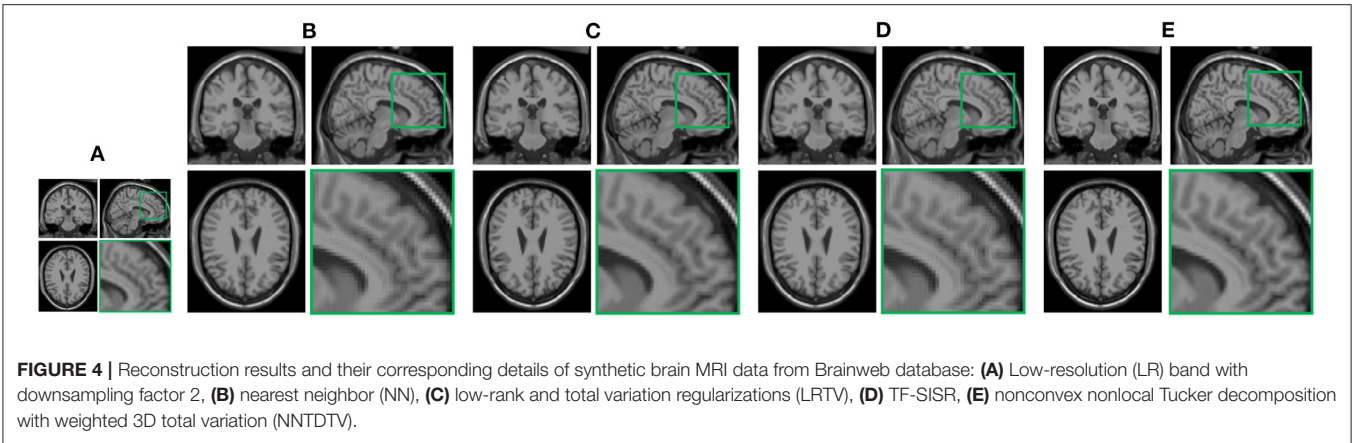 B
C
D
E
A
FIGURE 4 | Reconstruction results and their corresponding details of synthetic brain MRI data from Brainweb database: (A) Low-resolution (LR) band with
downsampling factor 2, (B) nearest neighbor (NN), (C) low-rank and total variation regularizations (LRTV), (D) TF-SISR, (E) nonconvex nonlocal Tucker decomposition
with weighted 3D total variation (NNTDTV).